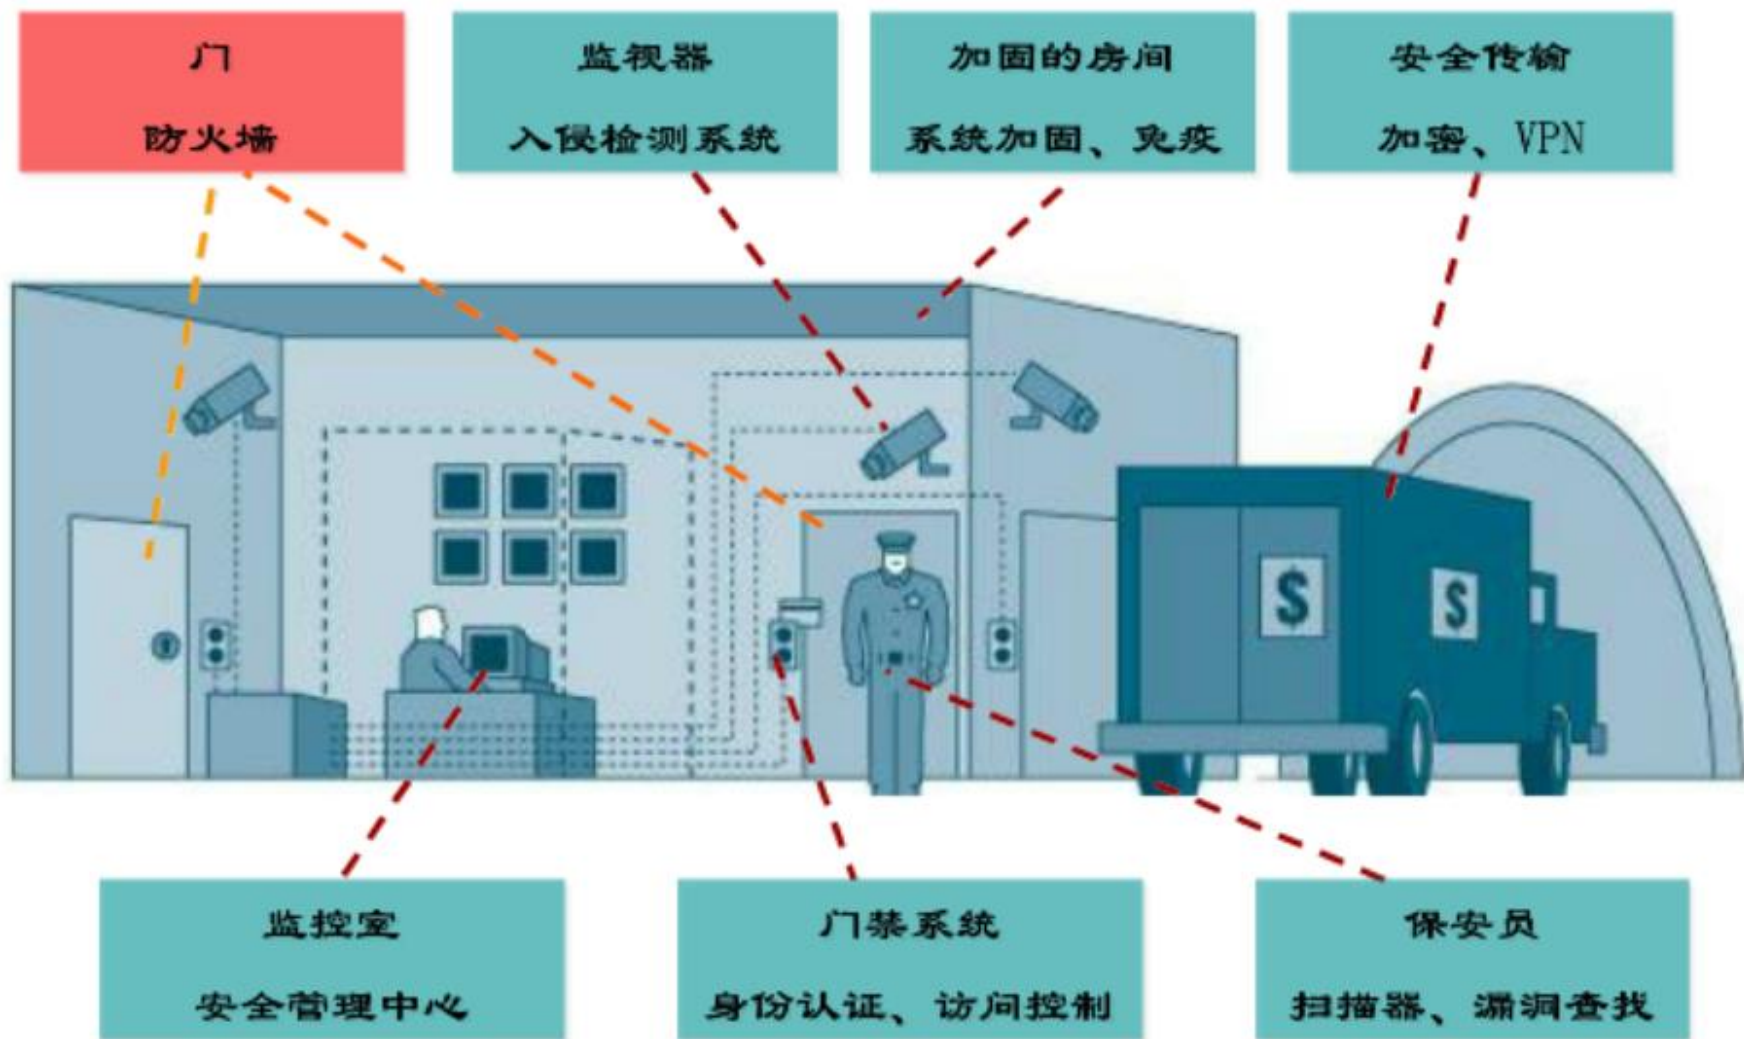 门
防火墙
监视器
入侵检测系统
加固的房间
系统加固、免疫
安全传输
加密、VPN
$
$
监控室
安全管理中心
门禁系统
身份认证、访问控制
保安员
扫描器、漏洞查找